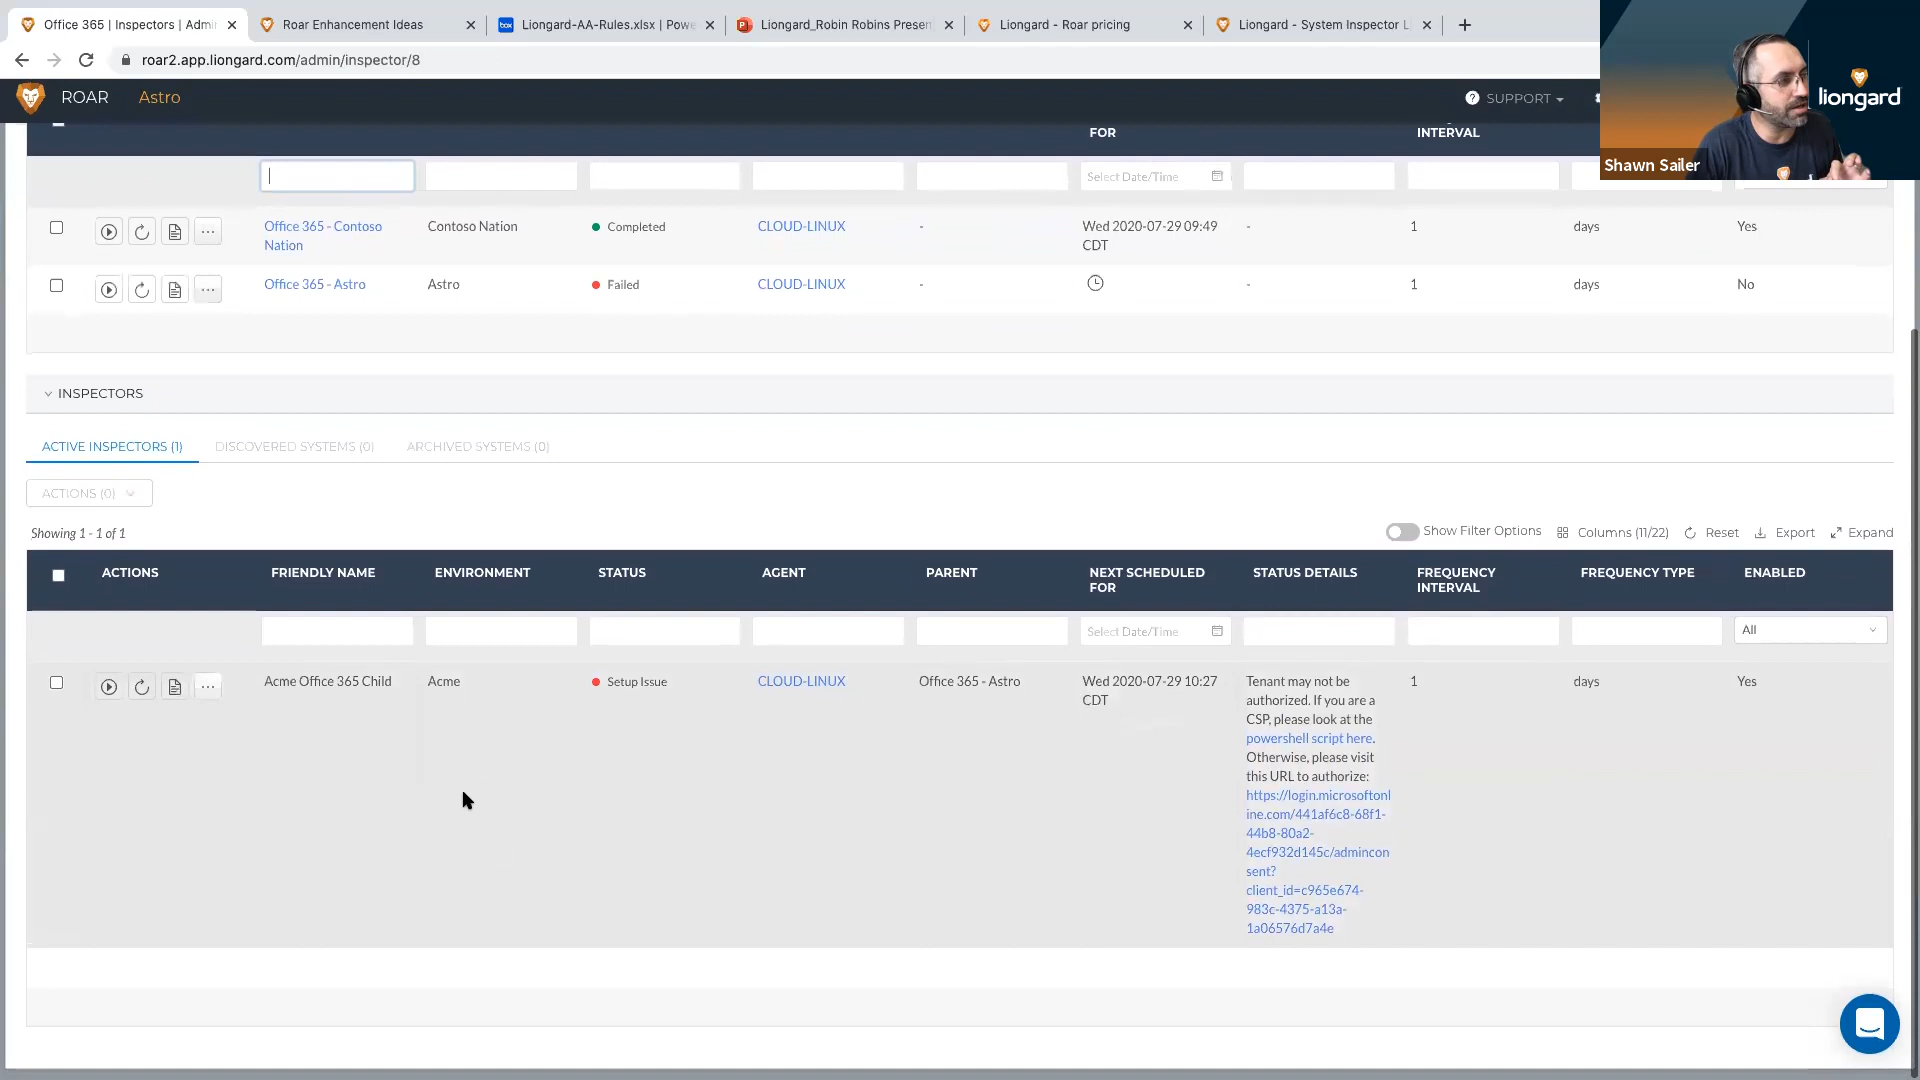 Office 365 | Inspectors | Admin
Roar Enhancement Ideas
box Liongard-AA-Rules.xlsx | Powe
P Liongard_Robin Robins Presen
Liongard - Roar pricing
Liongard - System Inspector L
roar2.app.liongard.com/admin/inspector/8
ROAR Astro
? SUPPORT
liongard
Shawn Sailer
FOR INTERVAL
Select Date/Time
Office 365 - Contoso Contoso Nation Completed CLOUD-LINUX - Wed 2020-07-29 09:49 - 1 days Yes
Nation CDT
Office 365 - Astro Astro Failed CLOUD-LINUX - - 1 days No
INSPECTORS
ACTIVE INSPECTORS (1) DISCOVERED SYSTEMS (0) ARCHIVED SYSTEMS (0)
ACTIONS (0)
Showing 1 - 1 of 1 Show Filter Options Columns (11/22) Reset Export Expand
ACTIONS FRIENDLY NAME ENVIRONMENT STATUS AGENT PARENT NEXT SCHEDULED STATUS DETAILS FREQUENCY FREQUENCY TYPE ENABLED
FOR INTERVAL
Select Date/Time All
Acme Office 365 Child Acme Setup Issue CLOUD-LINUX Office 365 - Astro Wed 2020-07-29 10:27 Tenant may not be 1 days Yes
CDT authorized. If you are a
CSP, please look at the
powershell script here.
Otherwise, please visit
this URL to authorize:
https://login.microsoftonl
ine.com/441af6c8-68f1-
44b8-80a2-
4ecf932d145c/admincon
sent?
client_id=c965e674-
983c-4375-a13a-
1a06576d7a4e